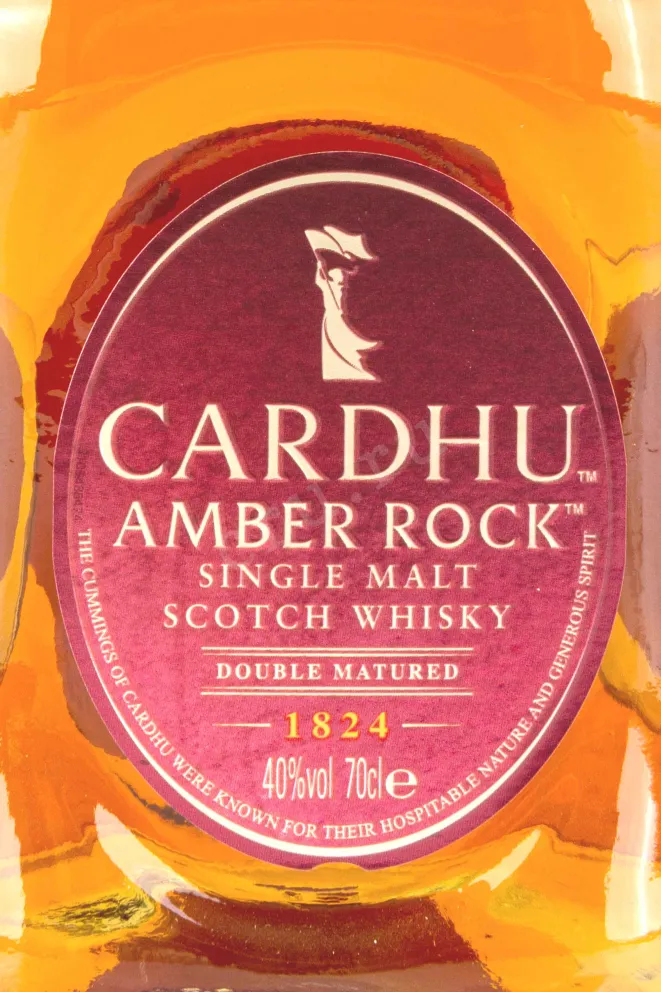 CARDHU™
AMBER ROCK™
SINGLE MALT
SCOTCH WHISKY
DOUBLE MATURED
1824
40%vol 70cl e
THE CUMMINGS OF CARDHU WERE KNOWN FOR THEIR HOSPITABLE NATURE AND GENEROUS SPIRIT